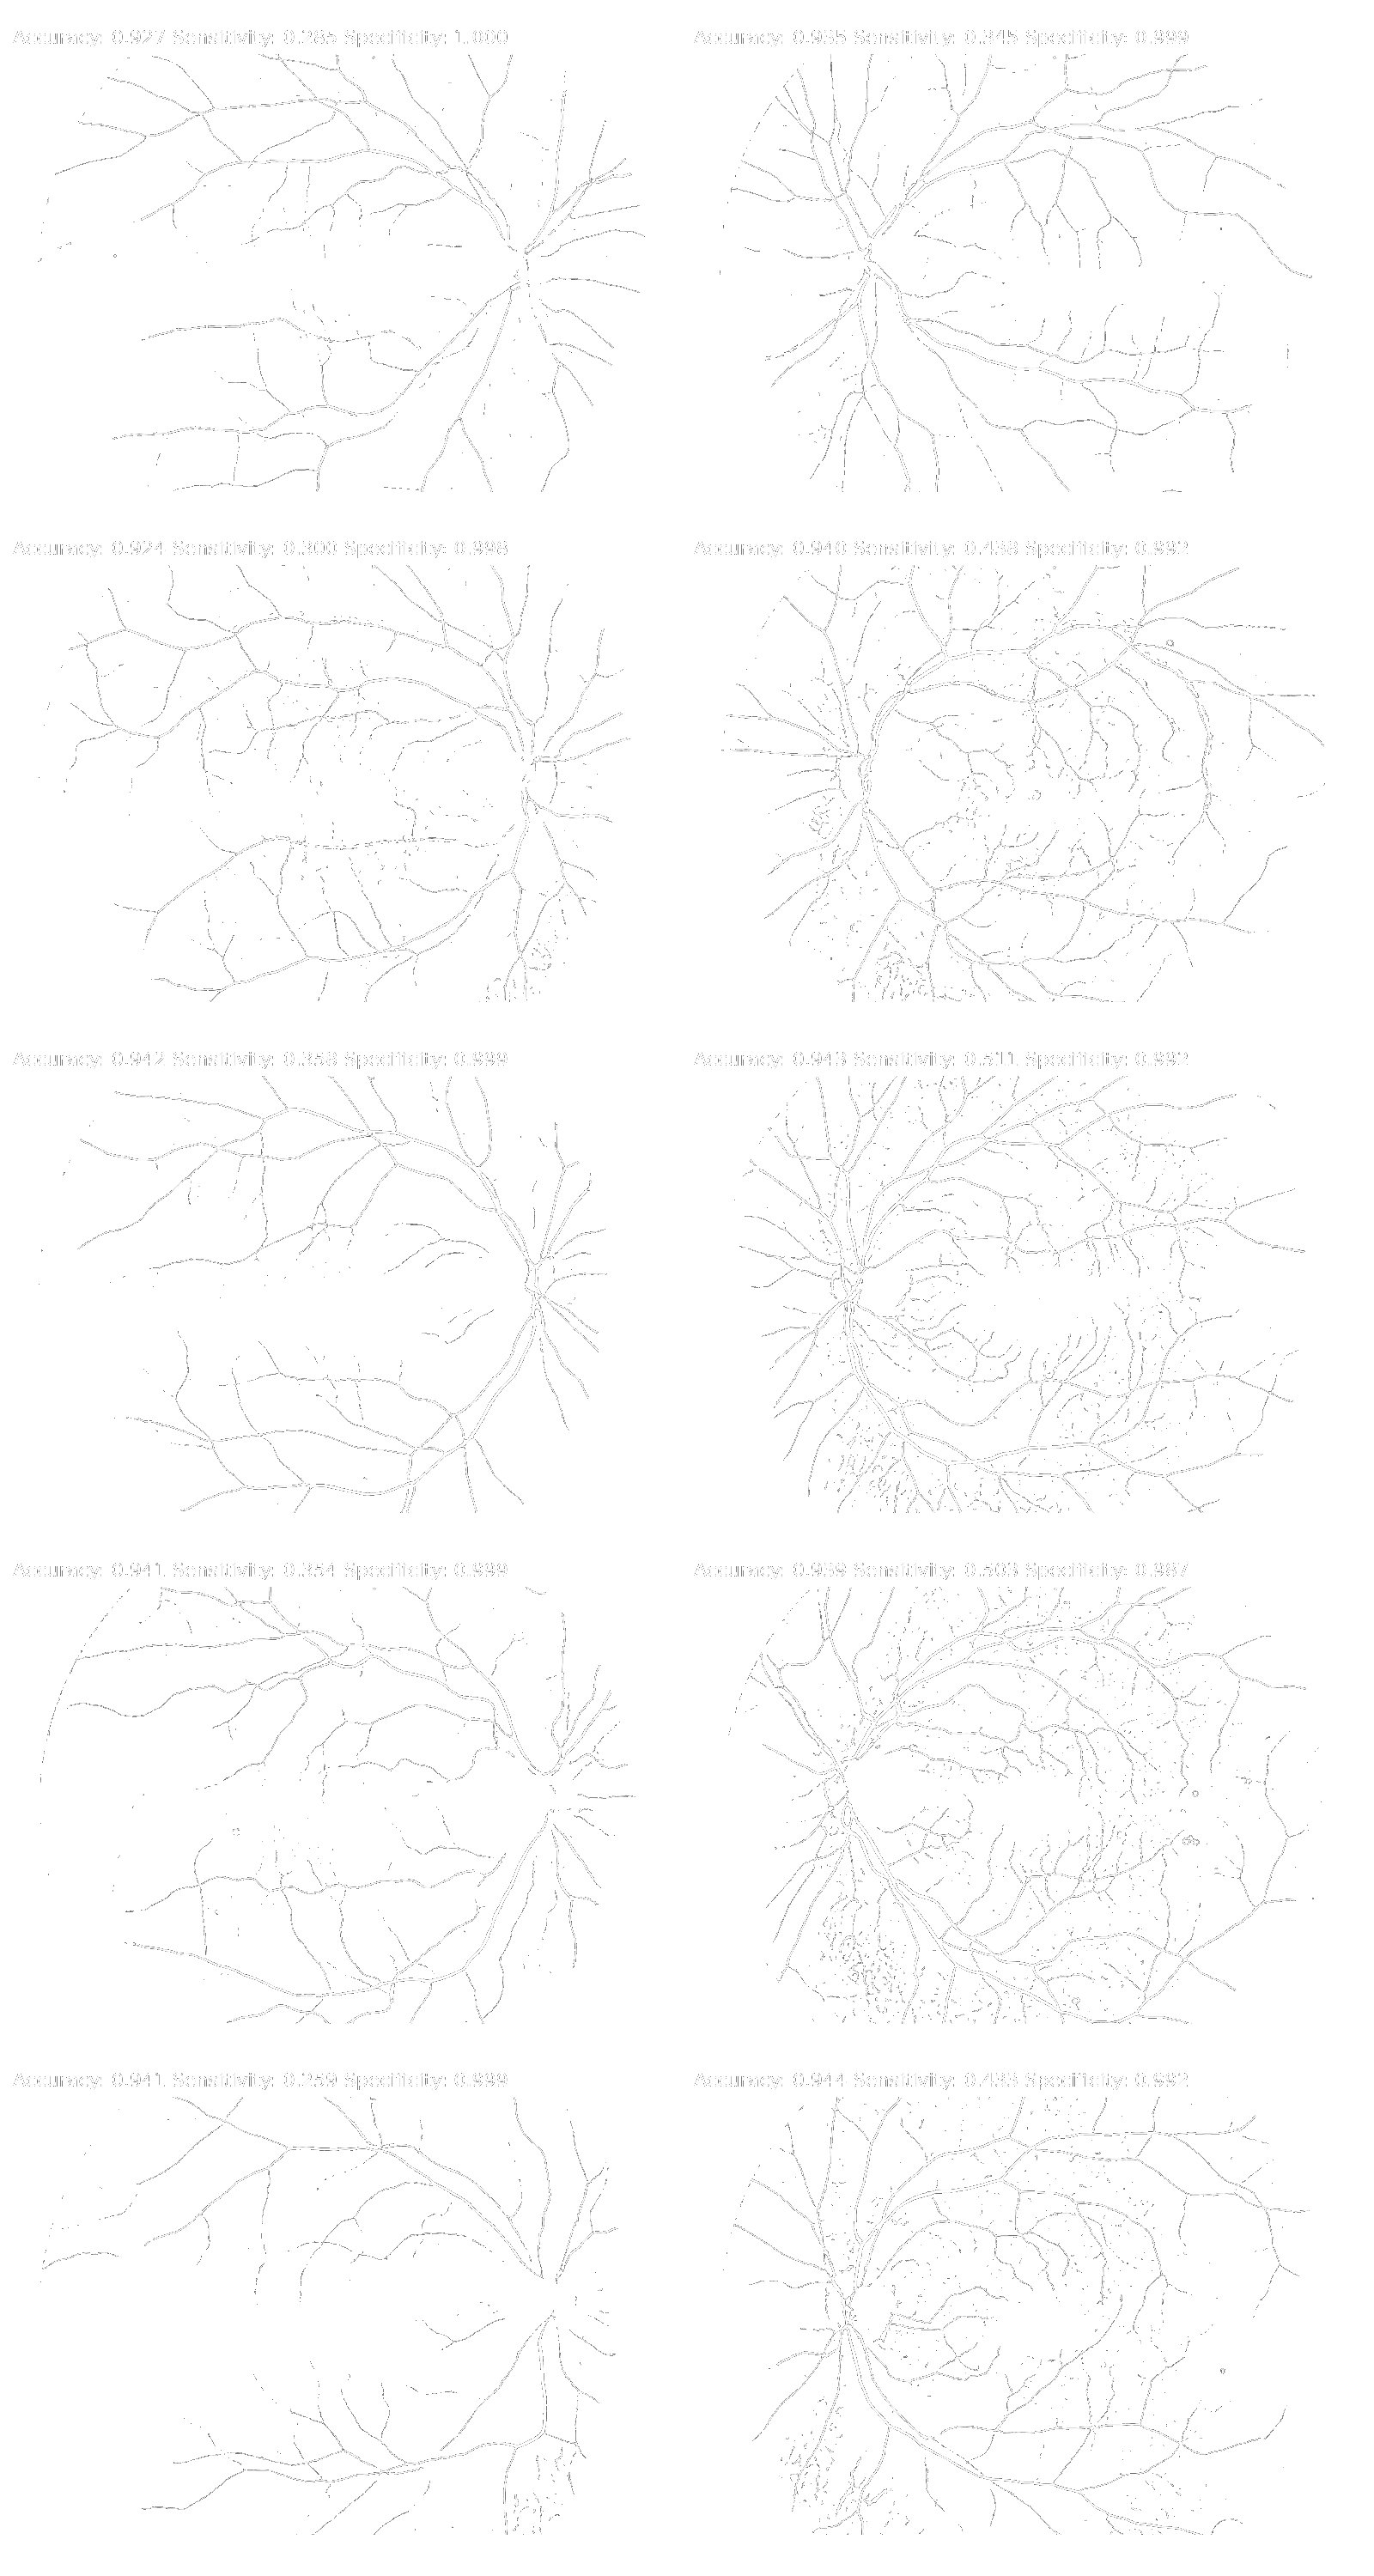 Accuracy: 0.927 Sensitivity: 0.285 Specificity: 1.000
Accuracy: 0.935 Sensitivity: 0.345 Specificity: 0.999
Accuracy: 0.924 Sensitivity: 0.300 Specificity: 0.998
Accuracy: 0.940 Sensitivity: 0.438 Specificity: 0.992
Accuracy: 0.942 Sensitivity: 0.358 Specificity: 0.999
Accuracy: 0.943 Sensitivity: 0.511 Specificity: 0.992
Accuracy: 0.941 Sensitivity: 0.354 Specificity: 0.999
Accuracy: 0.939 Sensitivity: 0.503 Specificity: 0.987
Accuracy: 0.941 Sensitivity: 0.259 Specificity: 0.999
Accuracy: 0.944 Sensitivity: 0.433 Specificity: 0.992